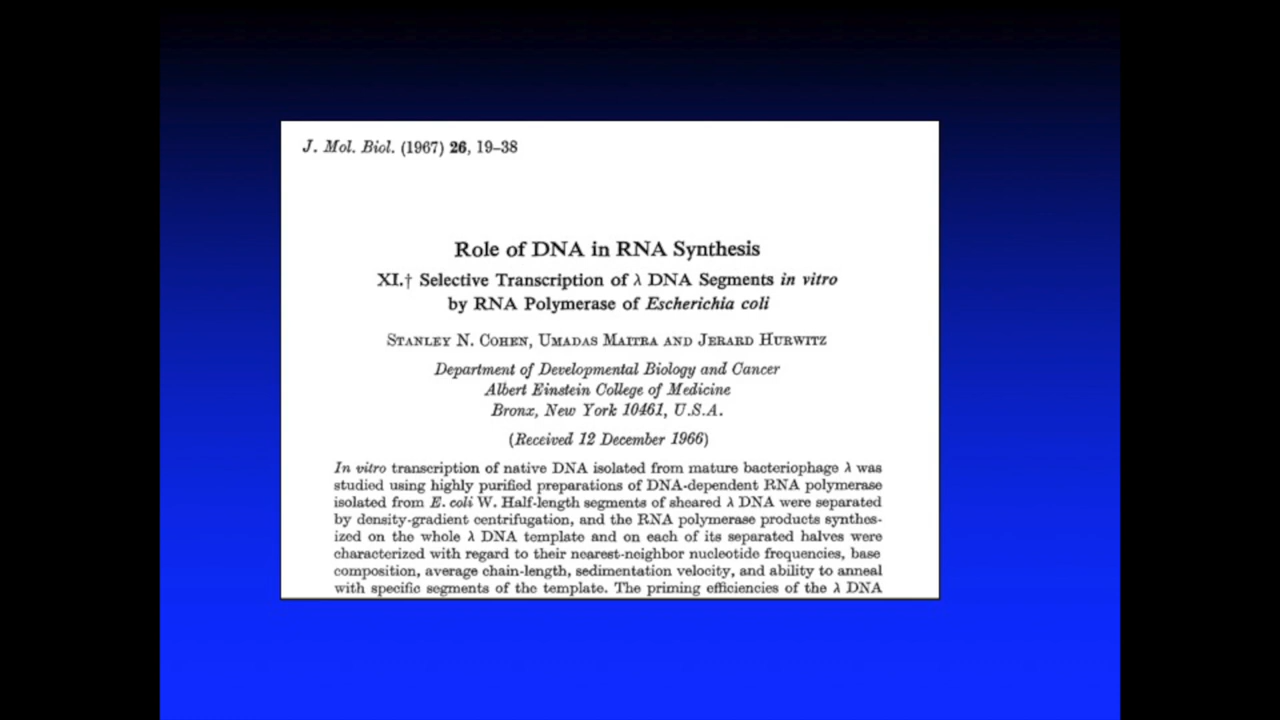 J. Mol. Biol. (1967) 26, 19–38
Role of DNA in RNA Synthesis
XI.† Selective Transcription of λ DNA Segments in vitro
by RNA Polymerase of Escherichia coli
STANLEY N. COHEN, UMADAS MAITRA AND JERARD HURWITZ
Department of Developmental Biology and Cancer
Albert Einstein College of Medicine
Bronx, New York 10461, U.S.A.
(Received 12 December 1966)
In vitro transcription of native DNA isolated from mature bacteriophage λ was
studied using highly purified preparations of DNA-dependent RNA polymerase
isolated from E. coli W. Half-length segments of sheared λ DNA were separated
by density-gradient centrifugation, and the RNA polymerase products synthes-
ized on the whole λ DNA template and on each of its separated halves were
characterized with regard to their nearest-neighbor nucleotide frequencies, base
composition, average chain-length, sedimentation velocity, and ability to anneal
with specific segments of the template. The priming efficiencies of the λ DNA